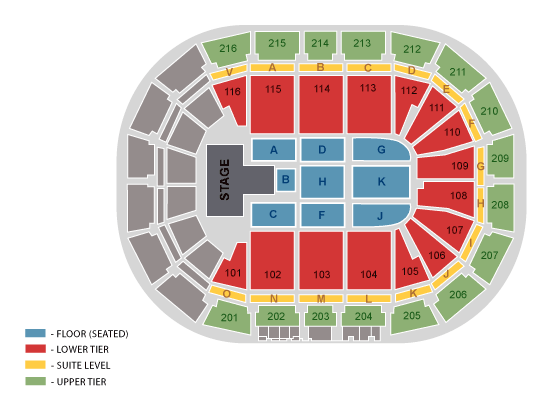 216 215 214 213 212
V A B C D
211
E
116 115 114 113 112
111
F
210
110
A D G
109
G
209
STAGE
B H K
108
H
208
C F J
107
I
207
106
101 102 103 104 105
J
206
O N M L K
201 202 203 204 205
- FLOOR (SEATED)
- LOWER TIER
- SUITE LEVEL
- UPPER TIER